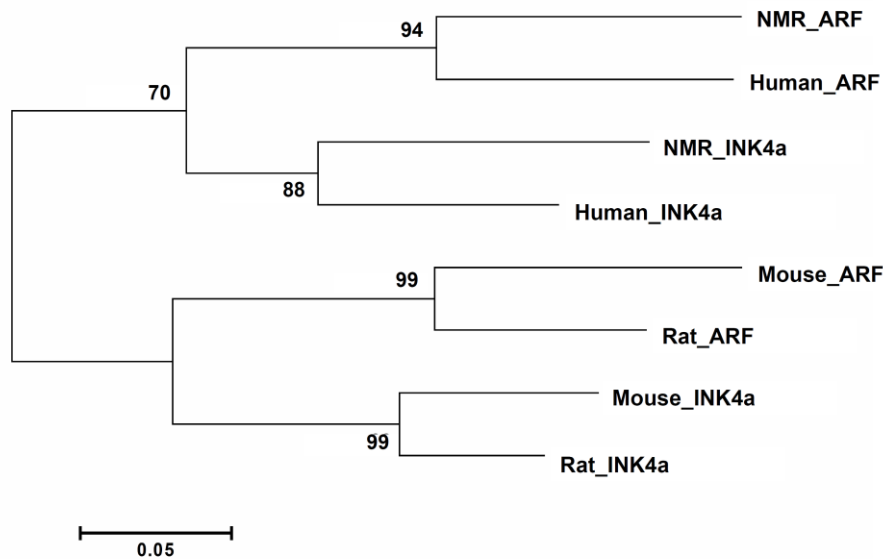 NMR_ARF
94
Human_ARF
70
NMR_INK4a
88
Human_INK4a
Mouse_ARF
99
Rat_ARF
Mouse_INK4a
99
Rat_INK4a
0.05